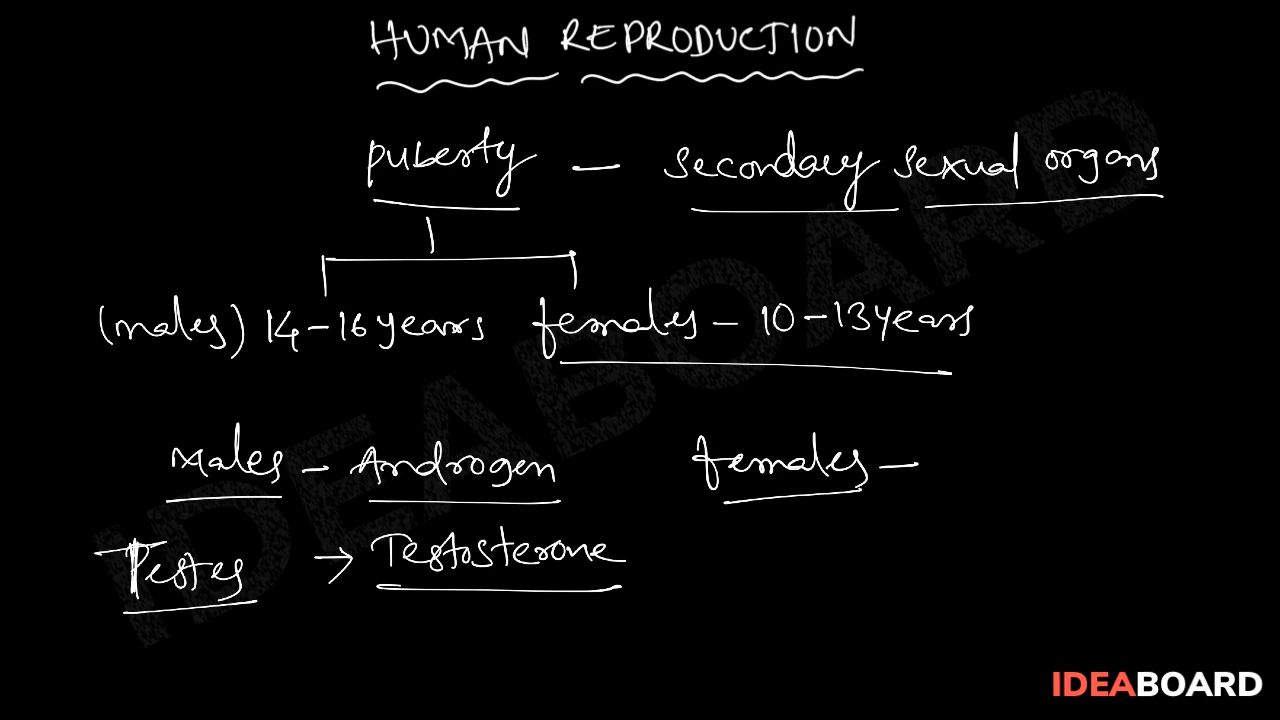 HUMAN REPRODUCTION
puberty - secondary sexual organs
(males) 14-16 years females - 10-13 years
Males - Androgen females -
Testes → Testosterone
IDEABOARD
IDEABOARD